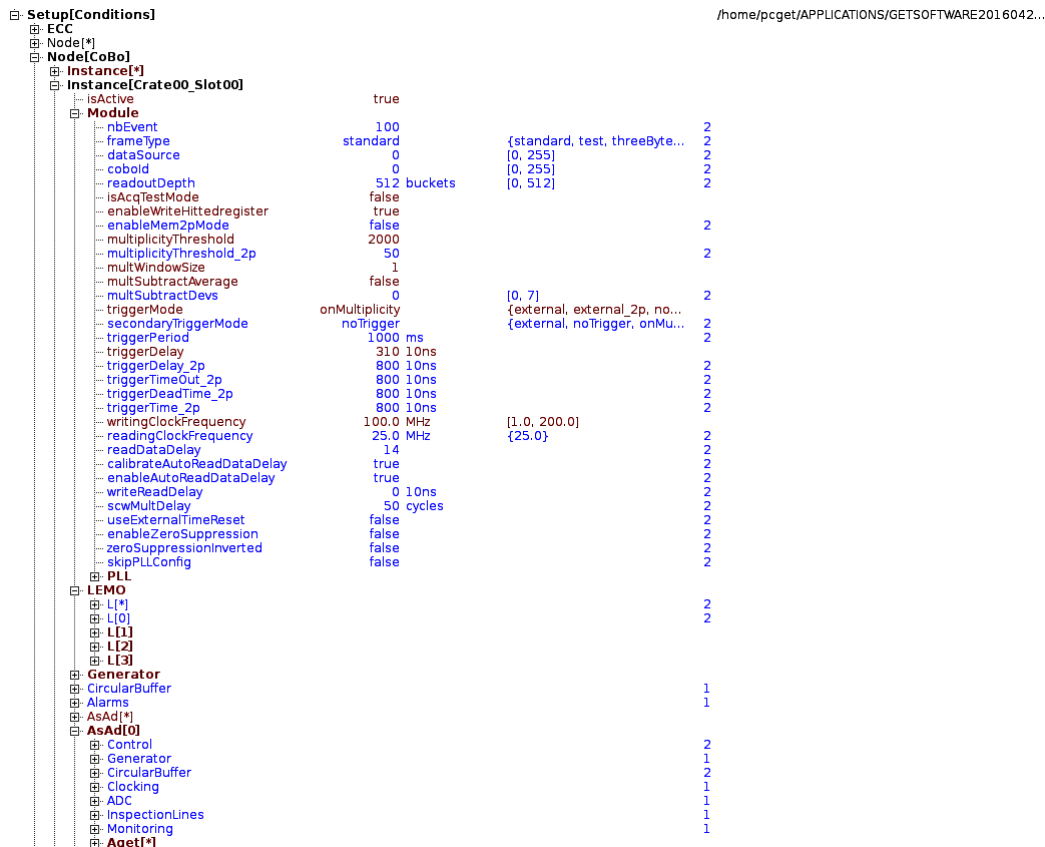 Setup[Conditions] /home/pcget/APPLICATIONS/GETSOFTWARE2016042...
ECC
Node[*]
Node[CoBo]
Instance[*]
Instance[Crate00_Slot00]
isActive true
Module
nbEvent 100 2
frameType standard {standard, test, threeByte... 2
dataSource 0 [0, 255] 2
coboId 0 [0, 255] 2
readoutDepth 512 buckets [0, 512] 2
isAcqTestMode false
enableWriteHittedregister true
enableMem2pMode false 2
multiplicityThreshold 2000
multiplicityThreshold_2p 50 2
multWindowSize 1
multSubtractAverage false
multSubtractDevs 0 [0, 7] 2
triggerMode onMultiplicity {external, external_2p, no...
secondaryTriggerMode noTrigger {external, noTrigger, onMu... 2
triggerPeriod 1000 ms 2
triggerDelay 310 10ns
triggerDelay_2p 800 10ns 2
triggerTimeOut_2p 800 10ns 2
triggerDeadTime_2p 800 10ns 2
triggerTime_2p 800 10ns 2
writingClockFrequency 100.0 MHz [1.0, 200.0]
readingClockFrequency 25.0 MHz {25.0} 2
readDataDelay 14 2
calibrateAutoReadDataDelay true 2
enableAutoReadDataDelay true 2
writeReadDelay 0 10ns 2
scwMultDelay 50 cycles 2
useExternalTimeReset false 2
enableZeroSuppression false 2
zeroSuppressionInverted false 2
skipPLLConfig false 2
PLL
LEMO
L[*] 2
L[0] 2
L[1]
L[2]
L[3]
Generator
CircularBuffer 1
Alarms 1
AsAd[*]
AsAd[0]
Control 2
Generator 1
CircularBuffer 2
Clocking 1
ADC 1
InspectionLines 1
Monitoring 1
Aget[*]